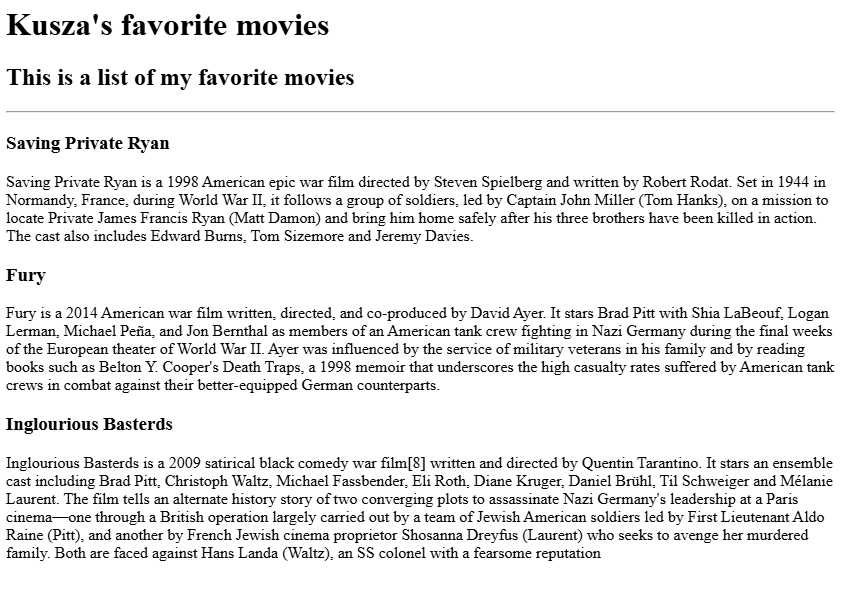 Kusza's favorite movies
This is a list of my favorite movies
Saving Private Ryan
Saving Private Ryan is a 1998 American epic war film directed by Steven Spielberg and written by Robert Rodat. Set in 1944 in
Normandy, France, during World War II, it follows a group of soldiers, led by Captain John Miller (Tom Hanks), on a mission to
locate Private James Francis Ryan (Matt Damon) and bring him home safely after his three brothers have been killed in action.
The cast also includes Edward Burns, Tom Sizemore and Jeremy Davies.
Fury
Fury is a 2014 American war film written, directed, and co-produced by David Ayer. It stars Brad Pitt with Shia LaBeouf, Logan
Lerman, Michael Peña, and Jon Bernthal as members of an American tank crew fighting in Nazi Germany during the final weeks
of the European theater of World War II. Ayer was influenced by the service of military veterans in his family and by reading
books such as Belton Y. Cooper's Death Traps, a 1998 memoir that underscores the high casualty rates suffered by American tank
crews in combat against their better-equipped German counterparts.
Inglourious Basterds
Inglourious Basterds is a 2009 satirical black comedy war film[8] written and directed by Quentin Tarantino. It stars an ensemble
cast including Brad Pitt, Christoph Waltz, Michael Fassbender, Eli Roth, Diane Kruger, Daniel Brühl, Til Schweiger and Mélanie
Laurent. The film tells an alternate history story of two converging plots to assassinate Nazi Germany's leadership at a Paris
cinema—one through a British operation largely carried out by a team of Jewish American soldiers led by First Lieutenant Aldo
Raine (Pitt), and another by French Jewish cinema proprietor Shosanna Dreyfus (Laurent) who seeks to avenge her murdered
family. Both are faced against Hans Landa (Waltz), an SS colonel with a fearsome reputation